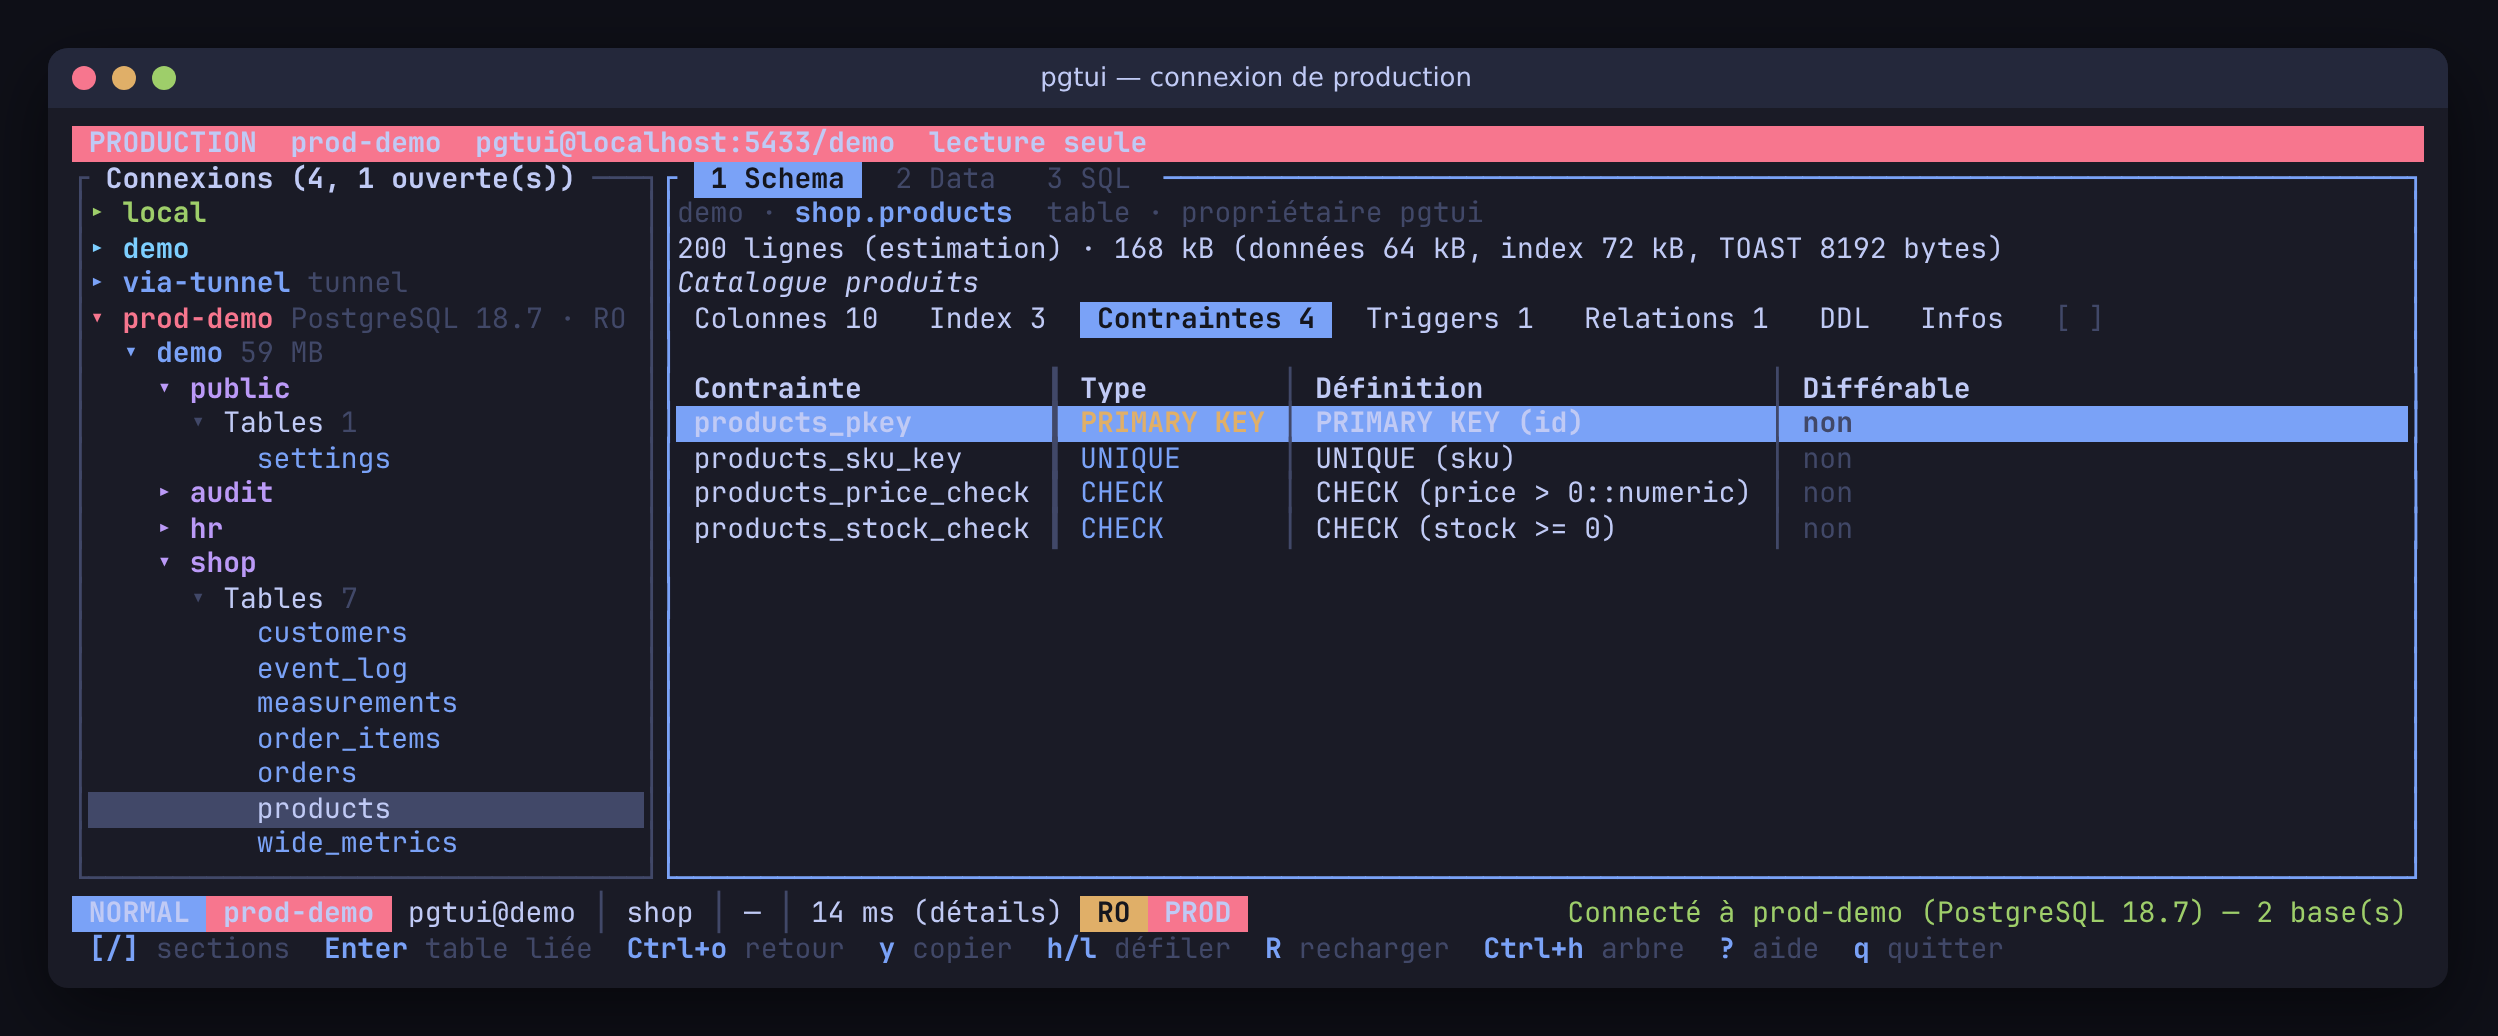 pgtui — connexion de production
PRODUCTION prod-demo pgtui@localhost:5433/demo lecture seule
Connexions (4, 1 ouverte(s))
▸ local
▸ demo
▸ via-tunnel tunnel
▾ prod-demo PostgreSQL 18.7 · RO
▾ demo 59 MB
▾ public
▾ Tables 1
settings
▸ audit
▸ hr
▾ shop
▾ Tables 7
customers
event_log
measurements
order_items
orders
products
wide_metrics
1 Schema 2 Data 3 SQL
demo · shop.products table · propriétaire pgtui
200 lignes (estimation) · 168 kB (données 64 kB, index 72 kB, TOAST 8192 bytes)
Catalogue produits
Colonnes 10 Index 3 Contraintes 4 Triggers 1 Relations 1 DDL Infos [ ]
Contrainte Type Définition Différable
products_pkey PRIMARY KEY PRIMARY KEY (id) non
products_sku_key UNIQUE UNIQUE (sku) non
products_price_check CHECK CHECK (price > 0::numeric) non
products_stock_check CHECK CHECK (stock >= 0) non
NORMAL prod-demo pgtui@demo │ shop │ — │ 14 ms (détails) RO PROD Connecté à prod-demo (PostgreSQL 18.7) — 2 base(s)
[/] sections Enter table liée Ctrl+o retour y copier h/l défiler R recharger Ctrl+h arbre ? aide q quitter